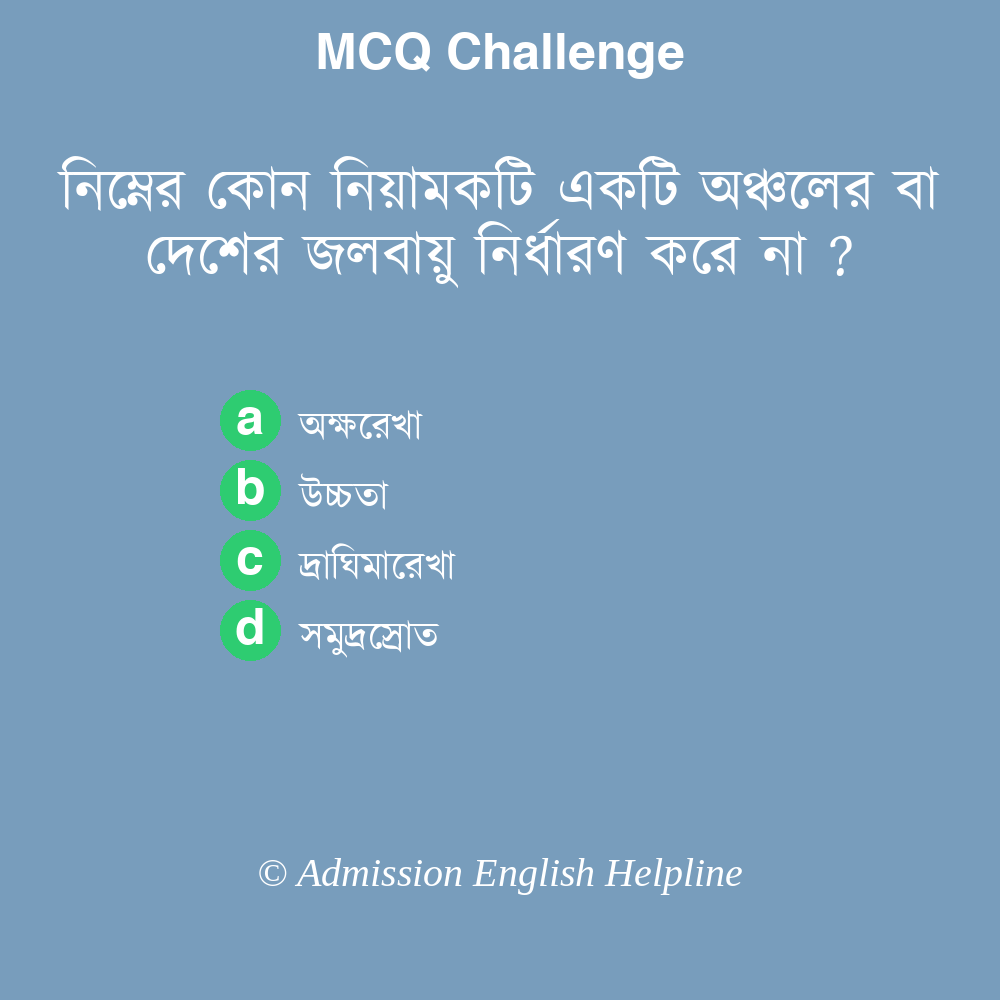 MCQ Challenge
নিম্নের কোন নিয়ামকটি একটি অঞ্চলের বা
দেশের জলবায়ু নির্ধারণ করে না ?
a অক্ষরেখা
b উচ্চতা
c দ্রাঘিমারেখা
d সমুদ্রস্রোত
© Admission English Helpline